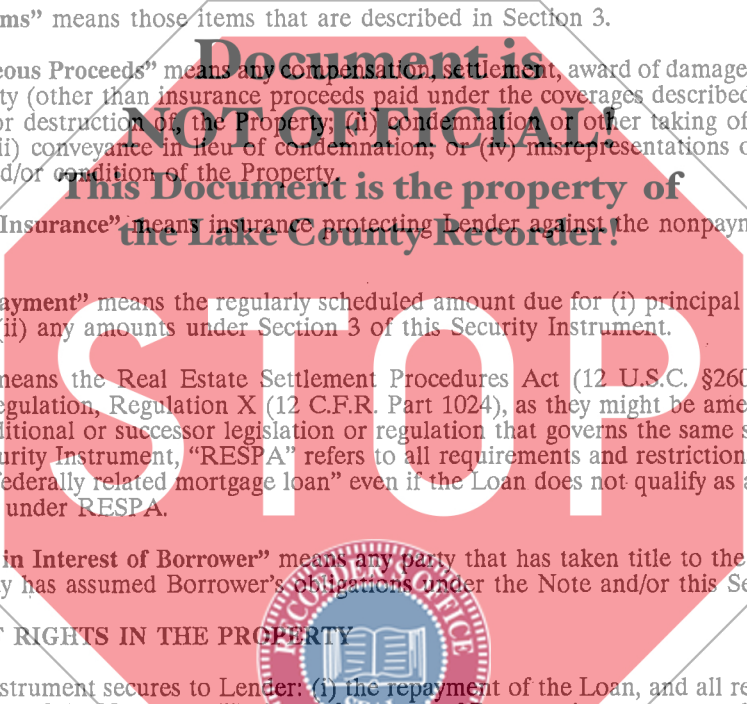 ms” means those items that are described in Section 3.
Document is
eous Proceeds” means any compensation, settlement, award of damage
ty (other than insurance proceeds paid under the coverages described
NOT OFFICIAL!
or destruction of, the Property; (ii) condemnation or other taking of
ii) conveyance in lieu of condemnation; or (iv) misrepresentations o
d/or condition of the Property.
This Document is the property of
Insurance” means insurance protecting Lender against the nonpaym
the Lake County Recorder!
ayment” means the regularly scheduled amount due for (i) principal
(ii) any amounts under Section 3 of this Security Instrument.
STOP
means the Real Estate Settlement Procedures Act (12 U.S.C. §260
egulation, Regulation X (12 C.F.R. Part 1024), as they might be ame
ditional or successor legislation or regulation that governs the same s
urity Instrument, “RESPA” refers to all requirements and restriction
federally related mortgage loan” even if the Loan does not qualify as a
under RESPA.
in Interest of Borrower” means any party that has taken title to the
y has assumed Borrower’s obligations under the Note and/or this Se
RECORDER'S OFFICE
T RIGHTS IN THE PROPERTY
strument secures to Lender: (i) the repayment of the Loan, and all re